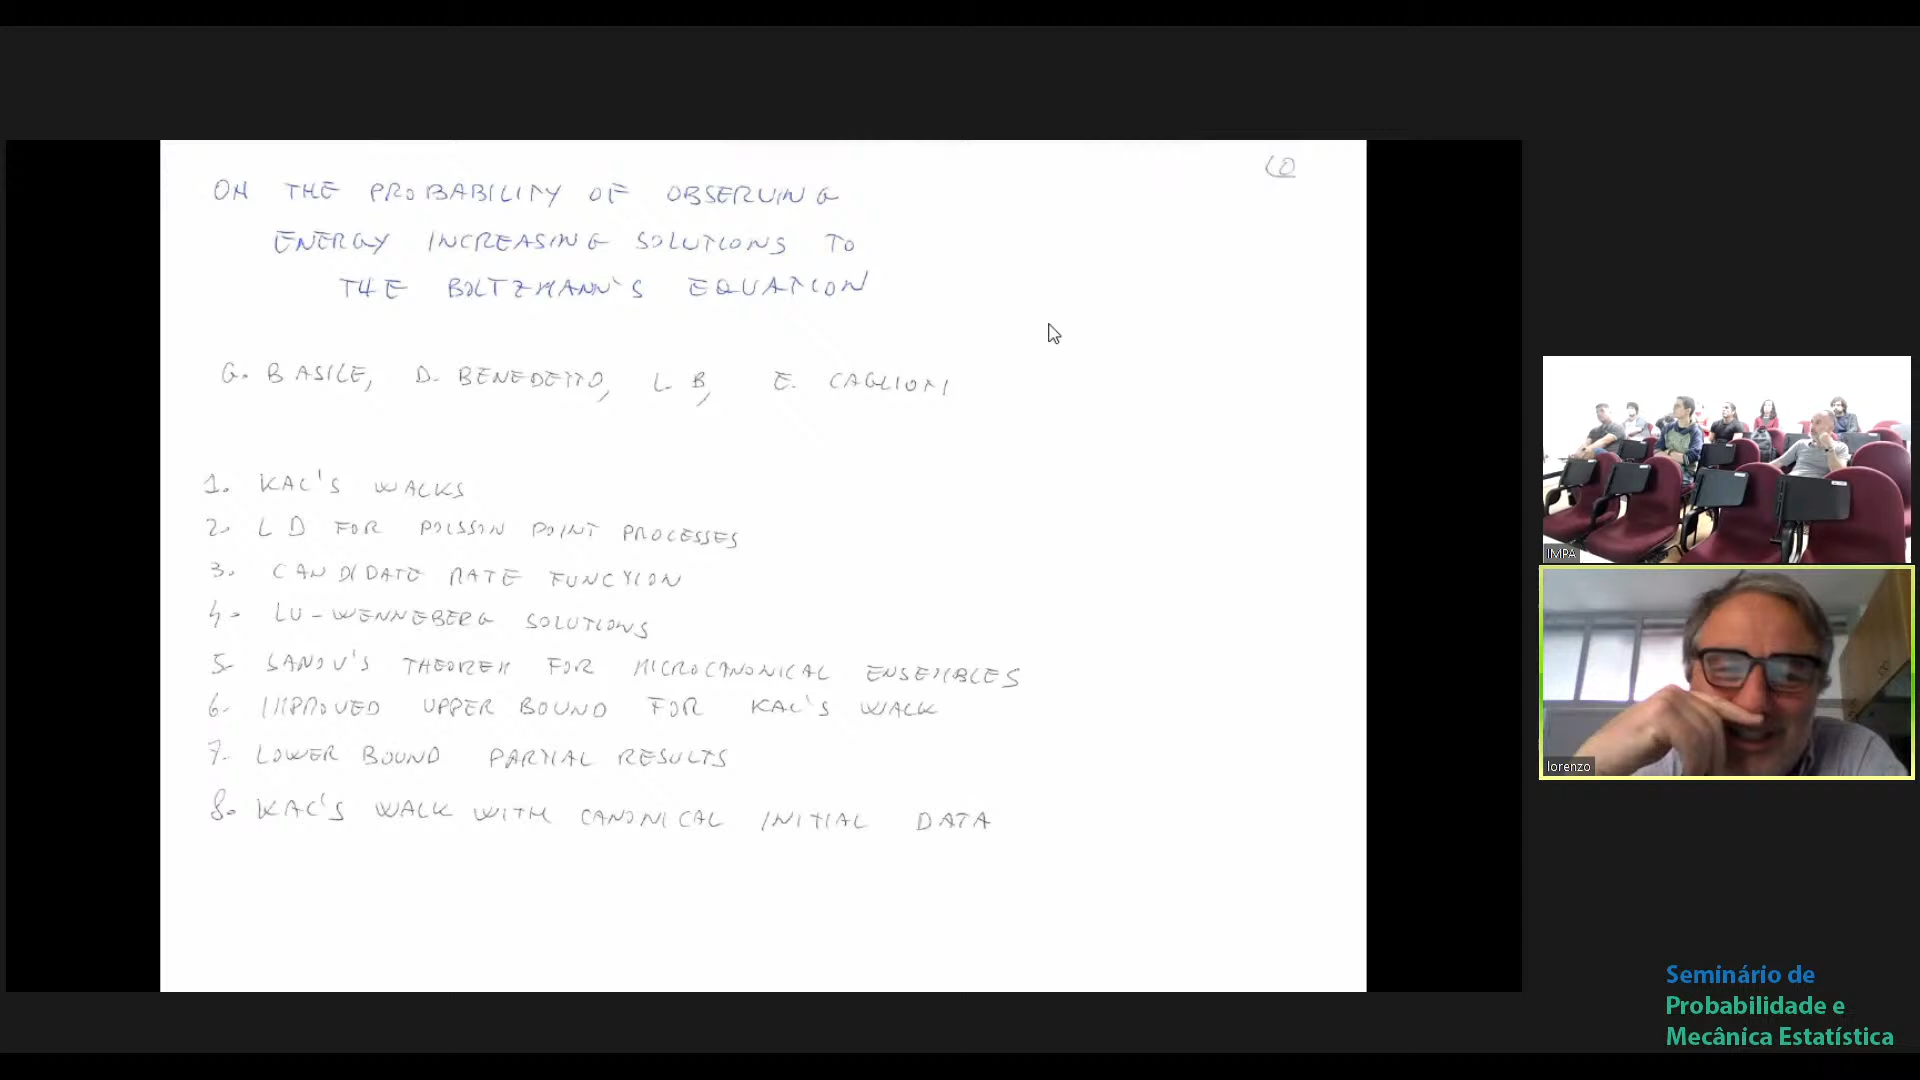 LO
ON THE PROBABILITY OF OBSERVING
ENERGY INCREASING SOLUTIONS TO
THE BOLTZMANN'S EQUATION
G. BASILE, D. BENEDETTO, L. B, E. CAGLIOTI
1. KAC'S WALKS
2. LD FOR POISSON POINT PROCESSES
3. CANDIDATE RATE FUNCTION
4. LU-WENNEBERG SOLUTIONS
5. SANOV'S THEOREM FOR MICROCANONICAL ENSEMBLES
6. IMPROVED UPPER BOUND FOR KAC'S WALK
7. LOWER BOUND PARTIAL RESULTS
8. KAC'S WALK WITH CANONICAL INITIAL DATA
IMPA
lorenzo
Seminário de
Probabilidade e
Mecânica Estatística